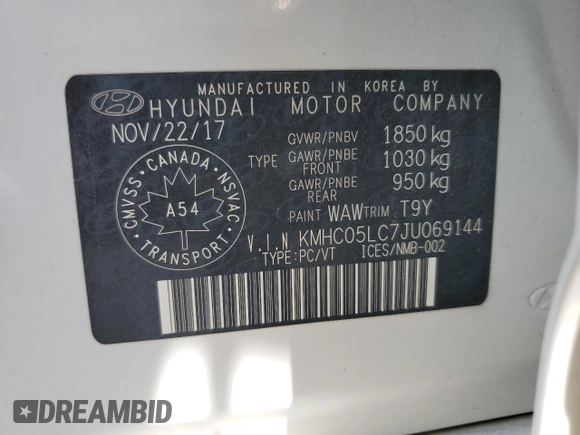 MANUFACTURED IN KOREA BY
HYUNDAI MOTOR COMPANY
NOV/22/17
GVWR/PNBV 1850 kg
TYPE GAWR/PNBE FRONT 1030 kg
GAWR/PNBE REAR 950 kg
PAINT WAW TRIM T9Y
V.I.N KMHC05LC7JU069144
TYPE:PC/VT ICES/NMB-002
CMVSS · CANADA · NSVAC
A54
TRANSPORT
DREAMBID